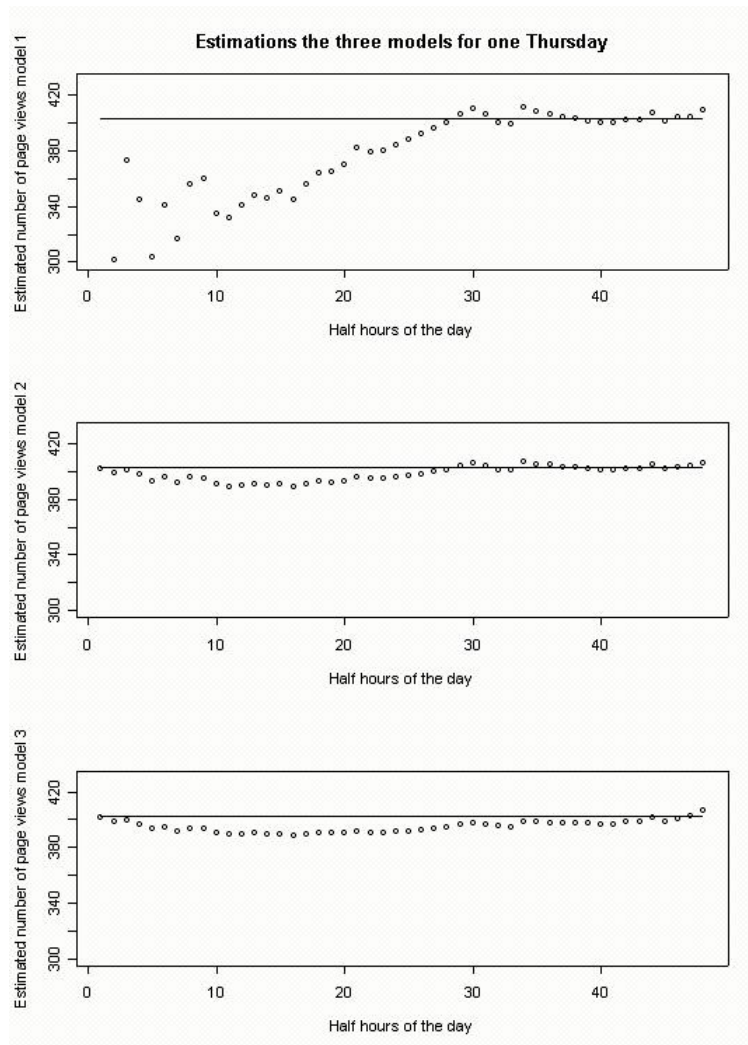 Estimations the three models for one Thursday
Estimated number of page views model 1
420
380
340
300
0 10 20 30 40
Half hours of the day
Estimated number of page views model 2
420
380
340
300
0 10 20 30 40
Half hours of the day
Estimated number of page views model 3
420
380
340
300
0 10 20 30 40
Half hours of the day